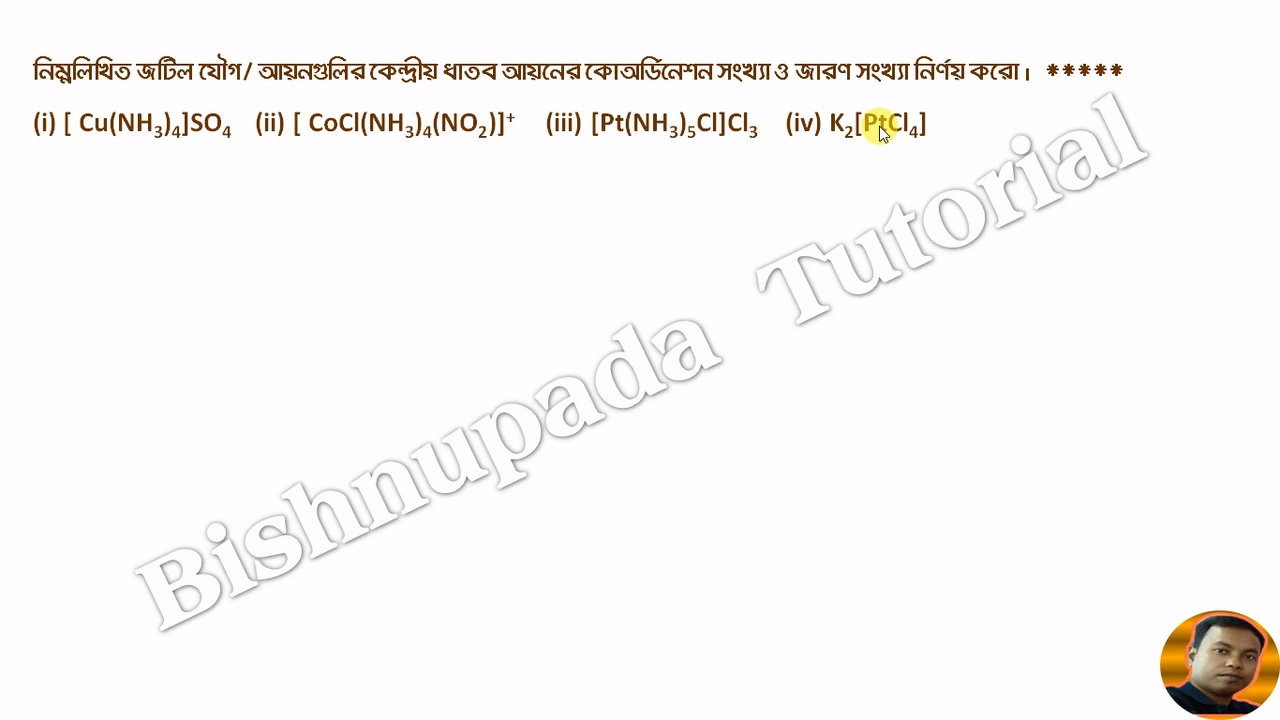 নিম্নলিখিত জটিল যৌগ/ আয়নগুলির কেন্দ্রীয় ধাতব আয়নের কোঅর্ডিনেশন সংখ্যা ও জারণ সংখ্যা নির্ণয় করো। *****
(i) [ Cu(NH₃)₄]SO₄ (ii) [ CoCl(NH₃)₄(NO₂)]⁺ (iii) [Pt(NH₃)₅Cl]Cl₃ (iv) K₂[PtCl₄]
Bishnupada Tutorial